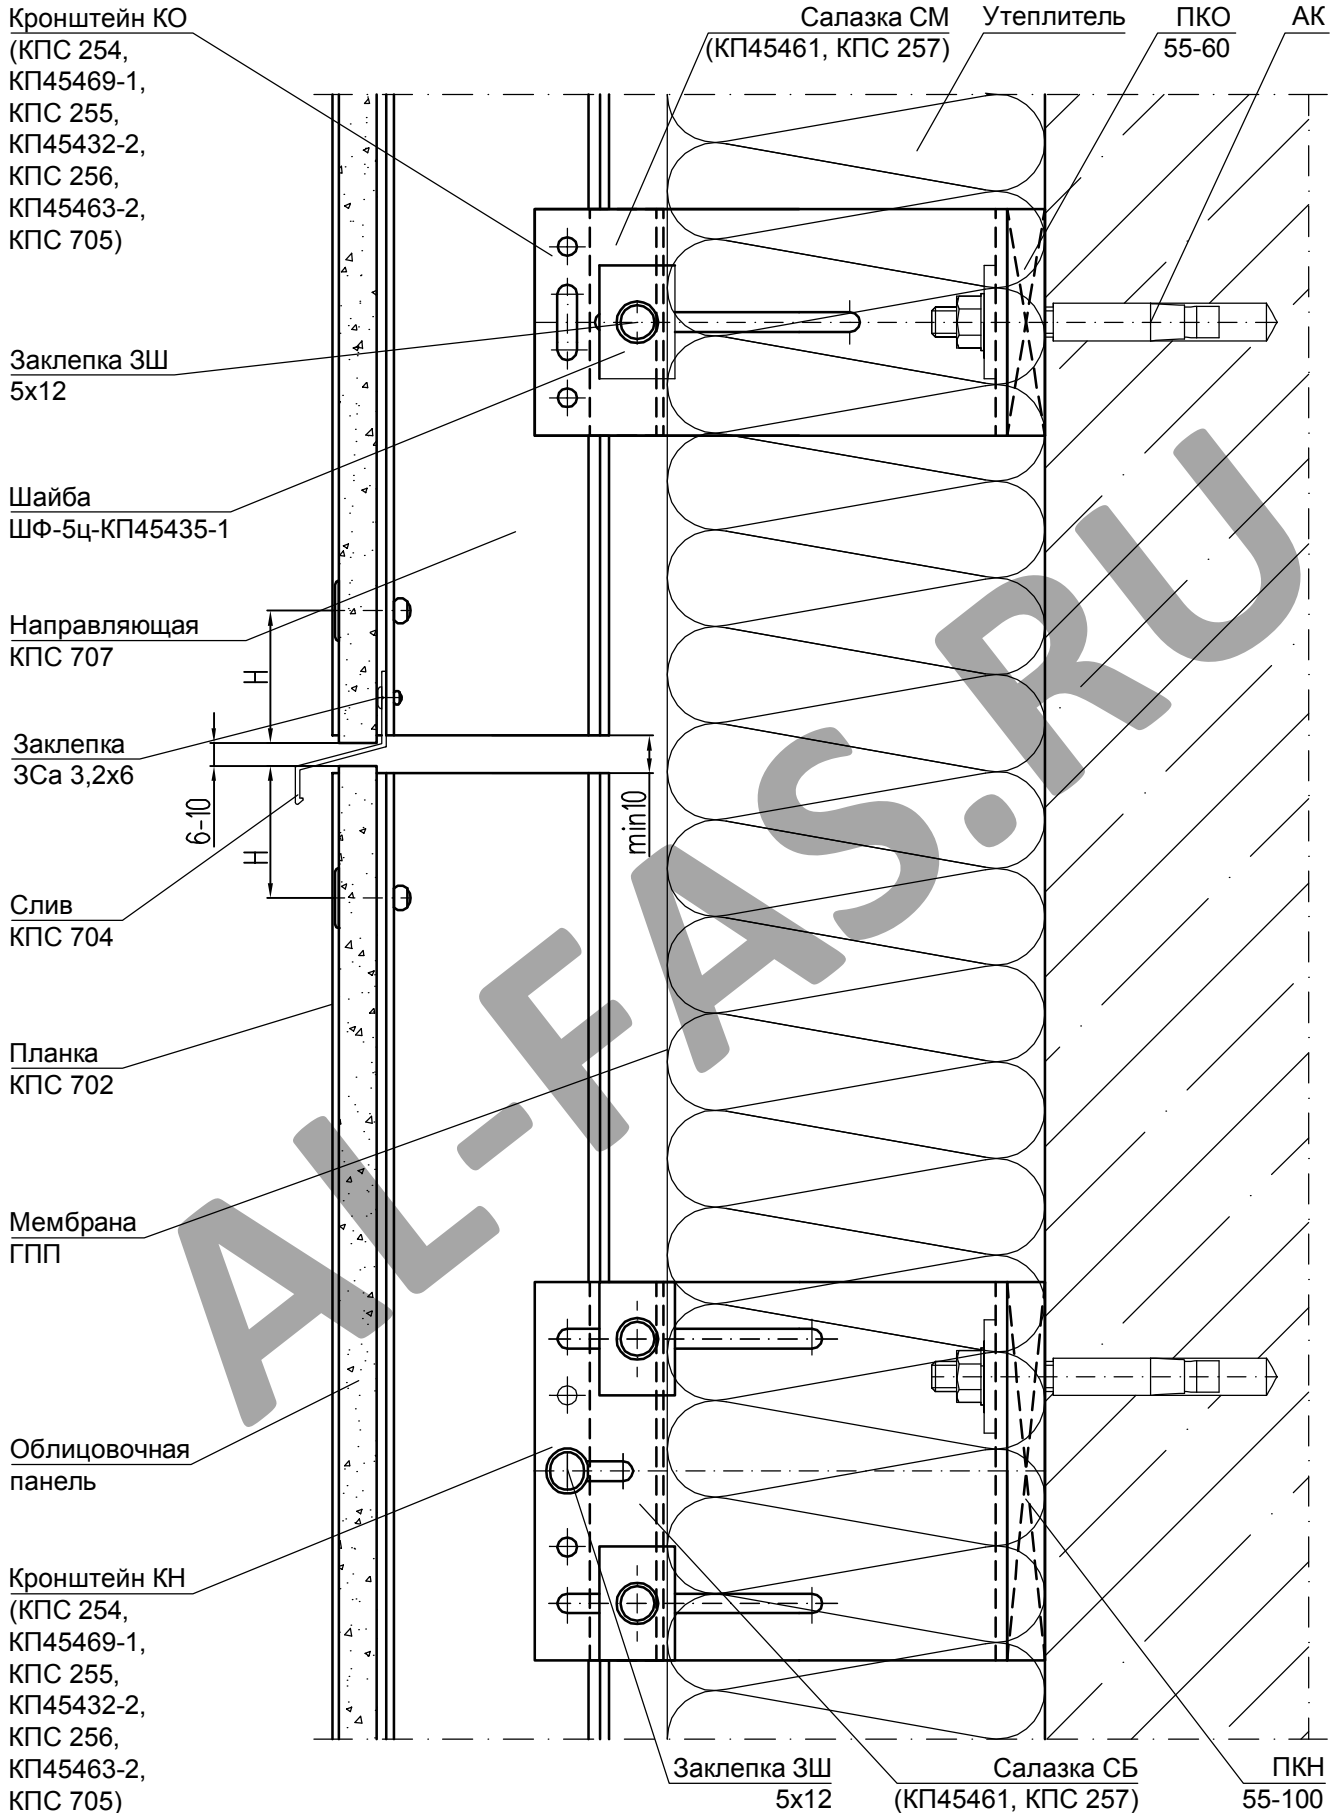 Кронштейн КО
(КПС 254,
КП45469-1,
КПС 255,
КП45432-2,
КПС 256,
КП45463-2,
КПС 705)
Салазка СМ
(КП45461, КПС 257)
Утеплитель
ПКО
55-60
АК
Заклепка ЗШ
5х12
Шайба
ШФ-5ц-КП45435-1
Направляющая
КПС 707
H
Заклепка
ЗСа 3,2х6
6-10
H
min10
Слив
КПС 704
Планка
КПС 702
Мембрана
ГПП
Облицовочная
панель
Кронштейн КН
(КПС 254,
КП45469-1,
КПС 255,
КП45432-2,
КПС 256,
КП45463-2,
КПС 705)
Заклепка ЗШ
5х12
Салазка СБ
(КП45461, КПС 257)
ПКН
55-100
AL-FAS.RU